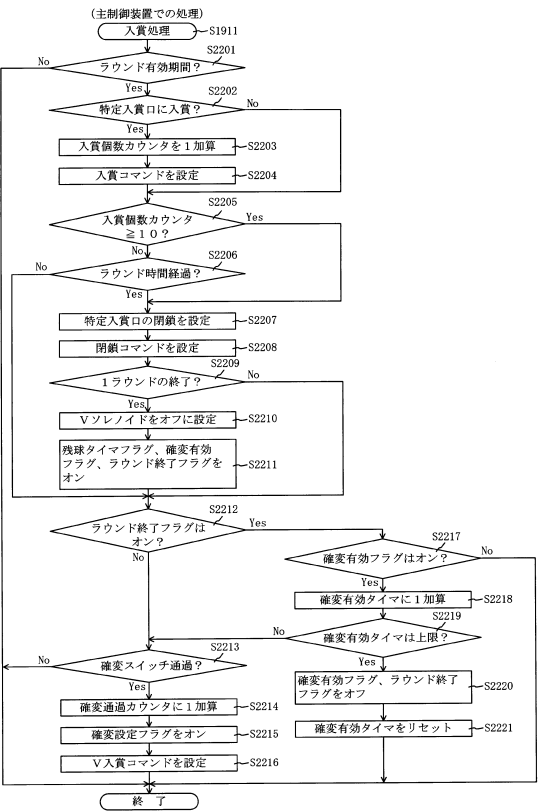 (主制御装置での処理)
入賞処理
S1911
No
S2201
ラウンド有効期間？
Yes
S2202
特定入賞口に入賞？
No
Yes
入賞個数カウンタを１加算
S2203
入賞コマンドを設定
S2204
S2205
入賞個数カウンタ
≧１０？
Yes
No
S2206
No
ラウンド時間経過？
Yes
特定入賞口の閉鎖を設定
S2207
閉鎖コマンドを設定
S2208
S2209
１ラウンドの終了？
No
Yes
Ｖソレノイドをオフに設定
S2210
残球タイマフラグ、確変有効
フラグ、ラウンド終了フラグを
オン
S2211
S2212
ラウンド終了フラグは
オン？
Yes
No
S2217
確変有効フラグはオン？
No
Yes
確変有効タイマに１加算
S2218
S2219
確変有効タイマは上限？
No
Yes
確変有効フラグ、ラウンド終了
フラグをオフ
S2220
確変有効タイマをリセット
S2221
S2213
No
確変スイッチ通過？
Yes
確変通過カウンタに１加算
S2214
確変設定フラグをオン
S2215
Ｖ入賞コマンドを設定
S2216
終 了